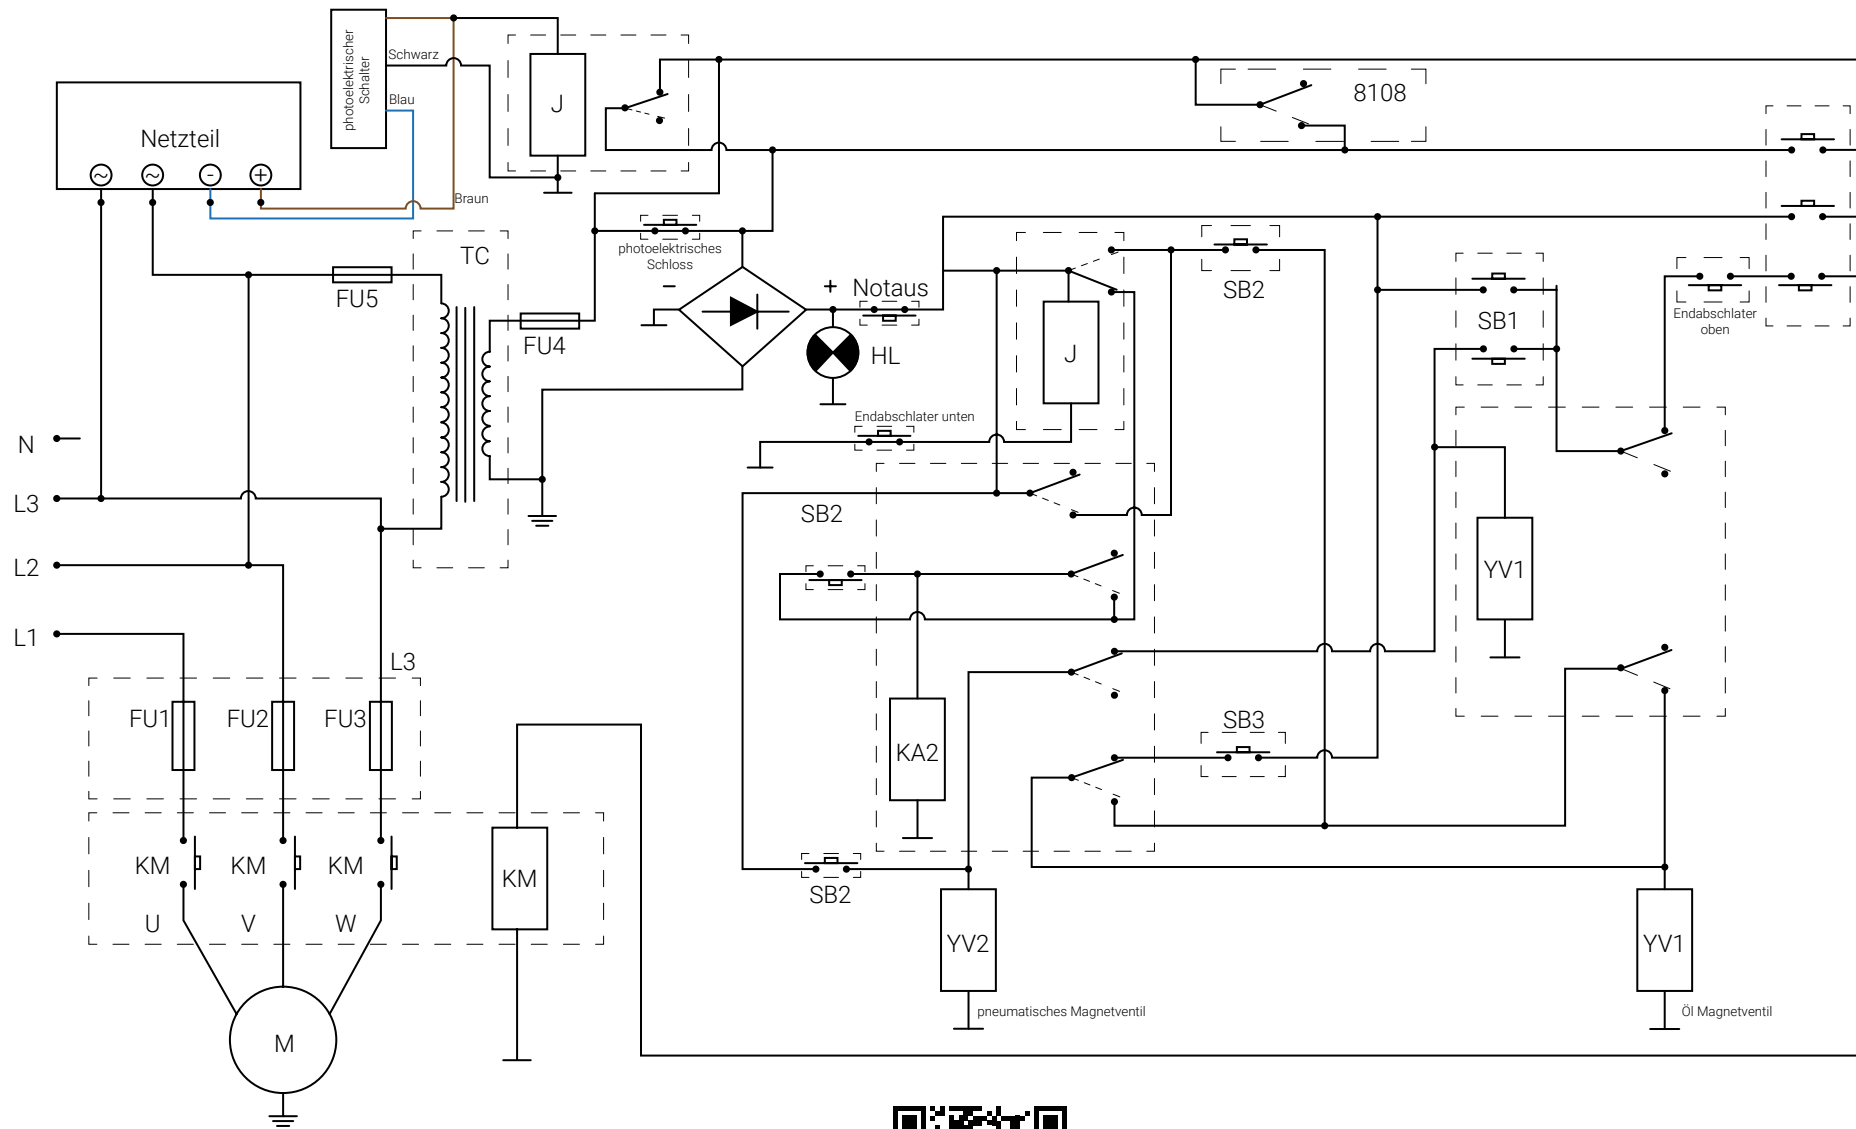 photoelektrischer
Schalter
Schwarz
Blau
Braun
Netzteil
~ ~ - +
J
8108
TC
FU5
FU4
photoelektrisches
Schloss
−
+
Notaus
HL
J
SB2
SB1
Endabschlater
oben
Endabschlater unten
N
L3
L2
L1
L3
SB2
YV1
FU1
FU2
FU3
KA2
SB3
KM
KM
KM
KM
U
V
W
SB2
YV2
YV1
pneumatisches Magnetventil
Öl Magnetventil
M